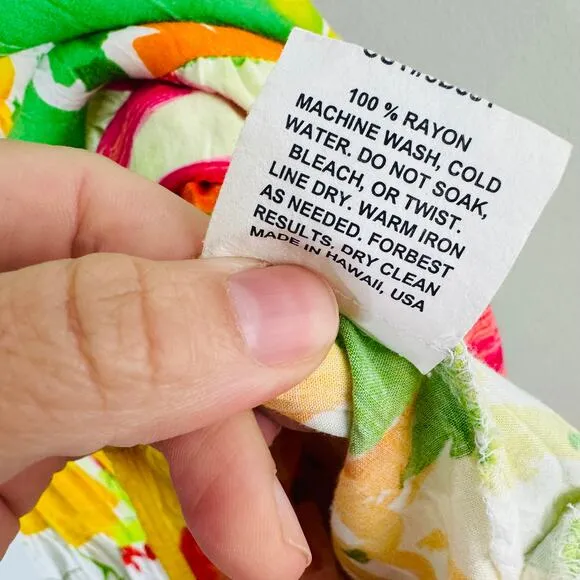 100 % RAYON
MACHINE WASH, COLD
WATER. DO NOT SOAK,
BLEACH, OR TWIST.
LINE DRY. WARM IRON
AS NEEDED. FORBEST
RESULTS, DRY CLEAN
MADE IN HAWAII, USA